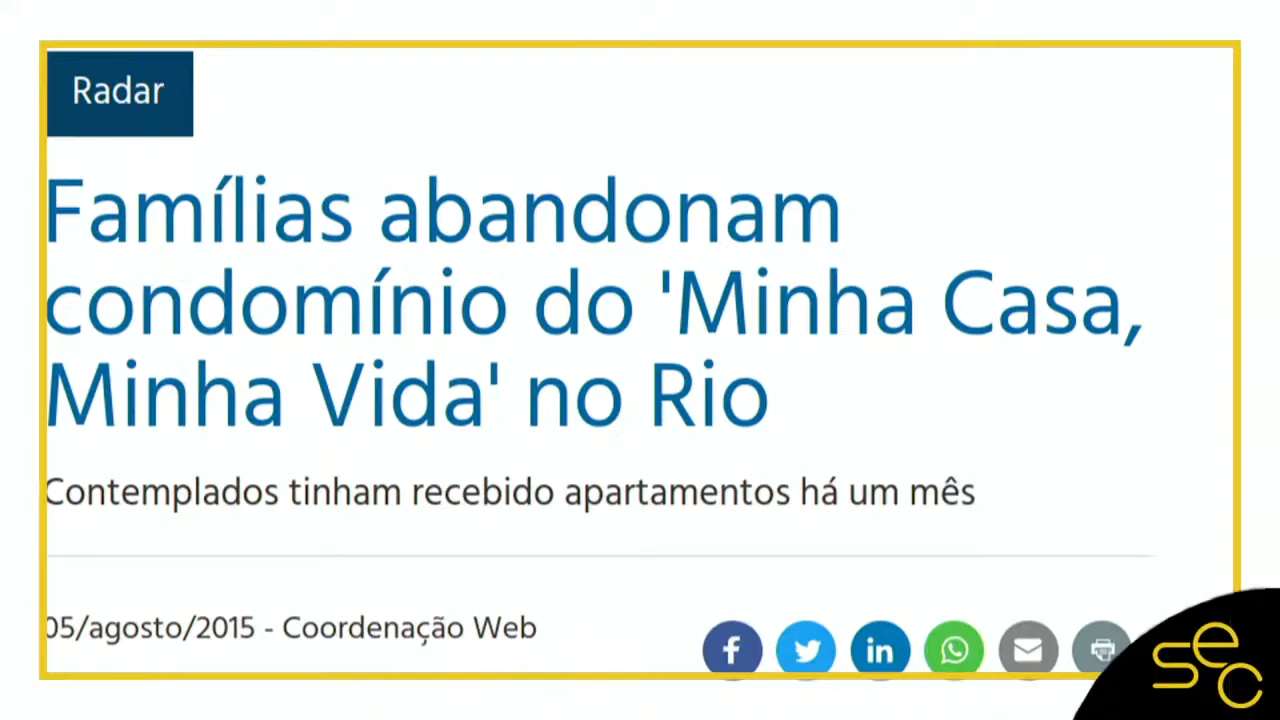 Radar
Famílias abandonam
condomínio do 'Minha Casa,
Minha Vida' no Rio
Contemplados tinham recebido apartamentos há um mês
05/agosto/2015 - Coordenação Web
sec